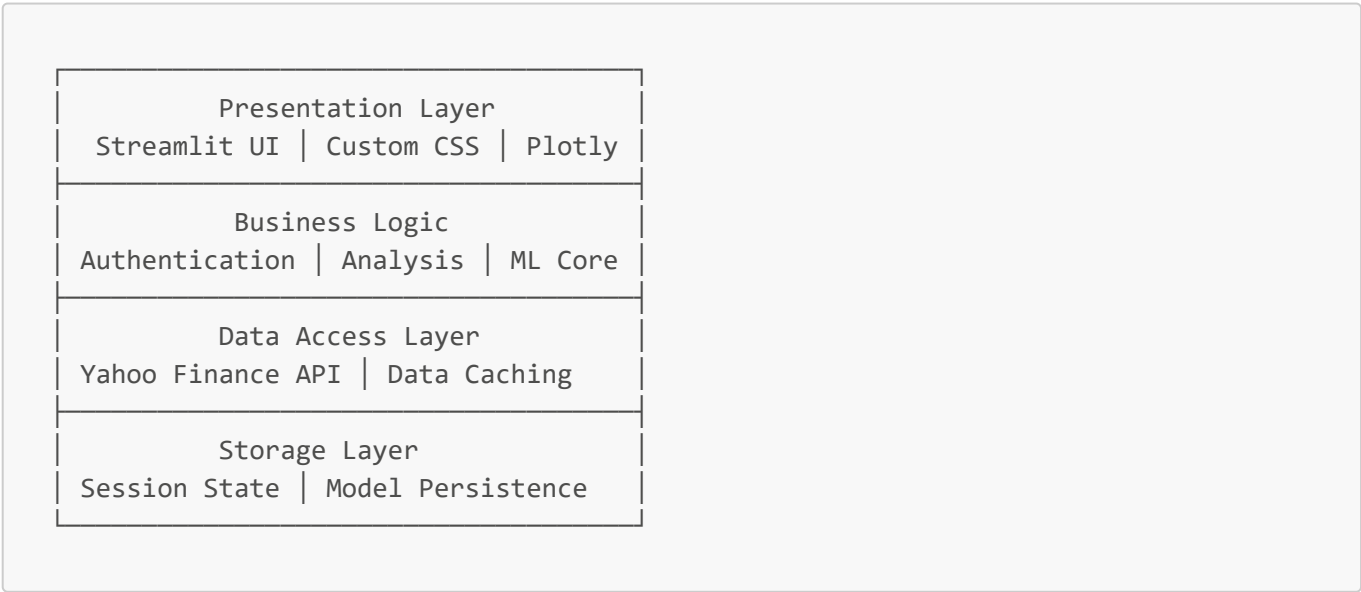 Presentation Layer
Streamlit UI │ Custom CSS │ Plotly
Business Logic
Authentication │ Analysis │ ML Core
Data Access Layer
Yahoo Finance API │ Data Caching
Storage Layer
Session State │ Model Persistence